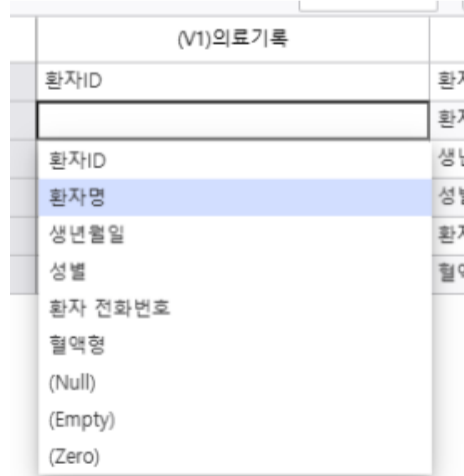 (V1)의료기록
환자ID
환자ID
환자명
생년월일
성별
환자 전화번호
혈액형
(Null)
(Empty)
(Zero)